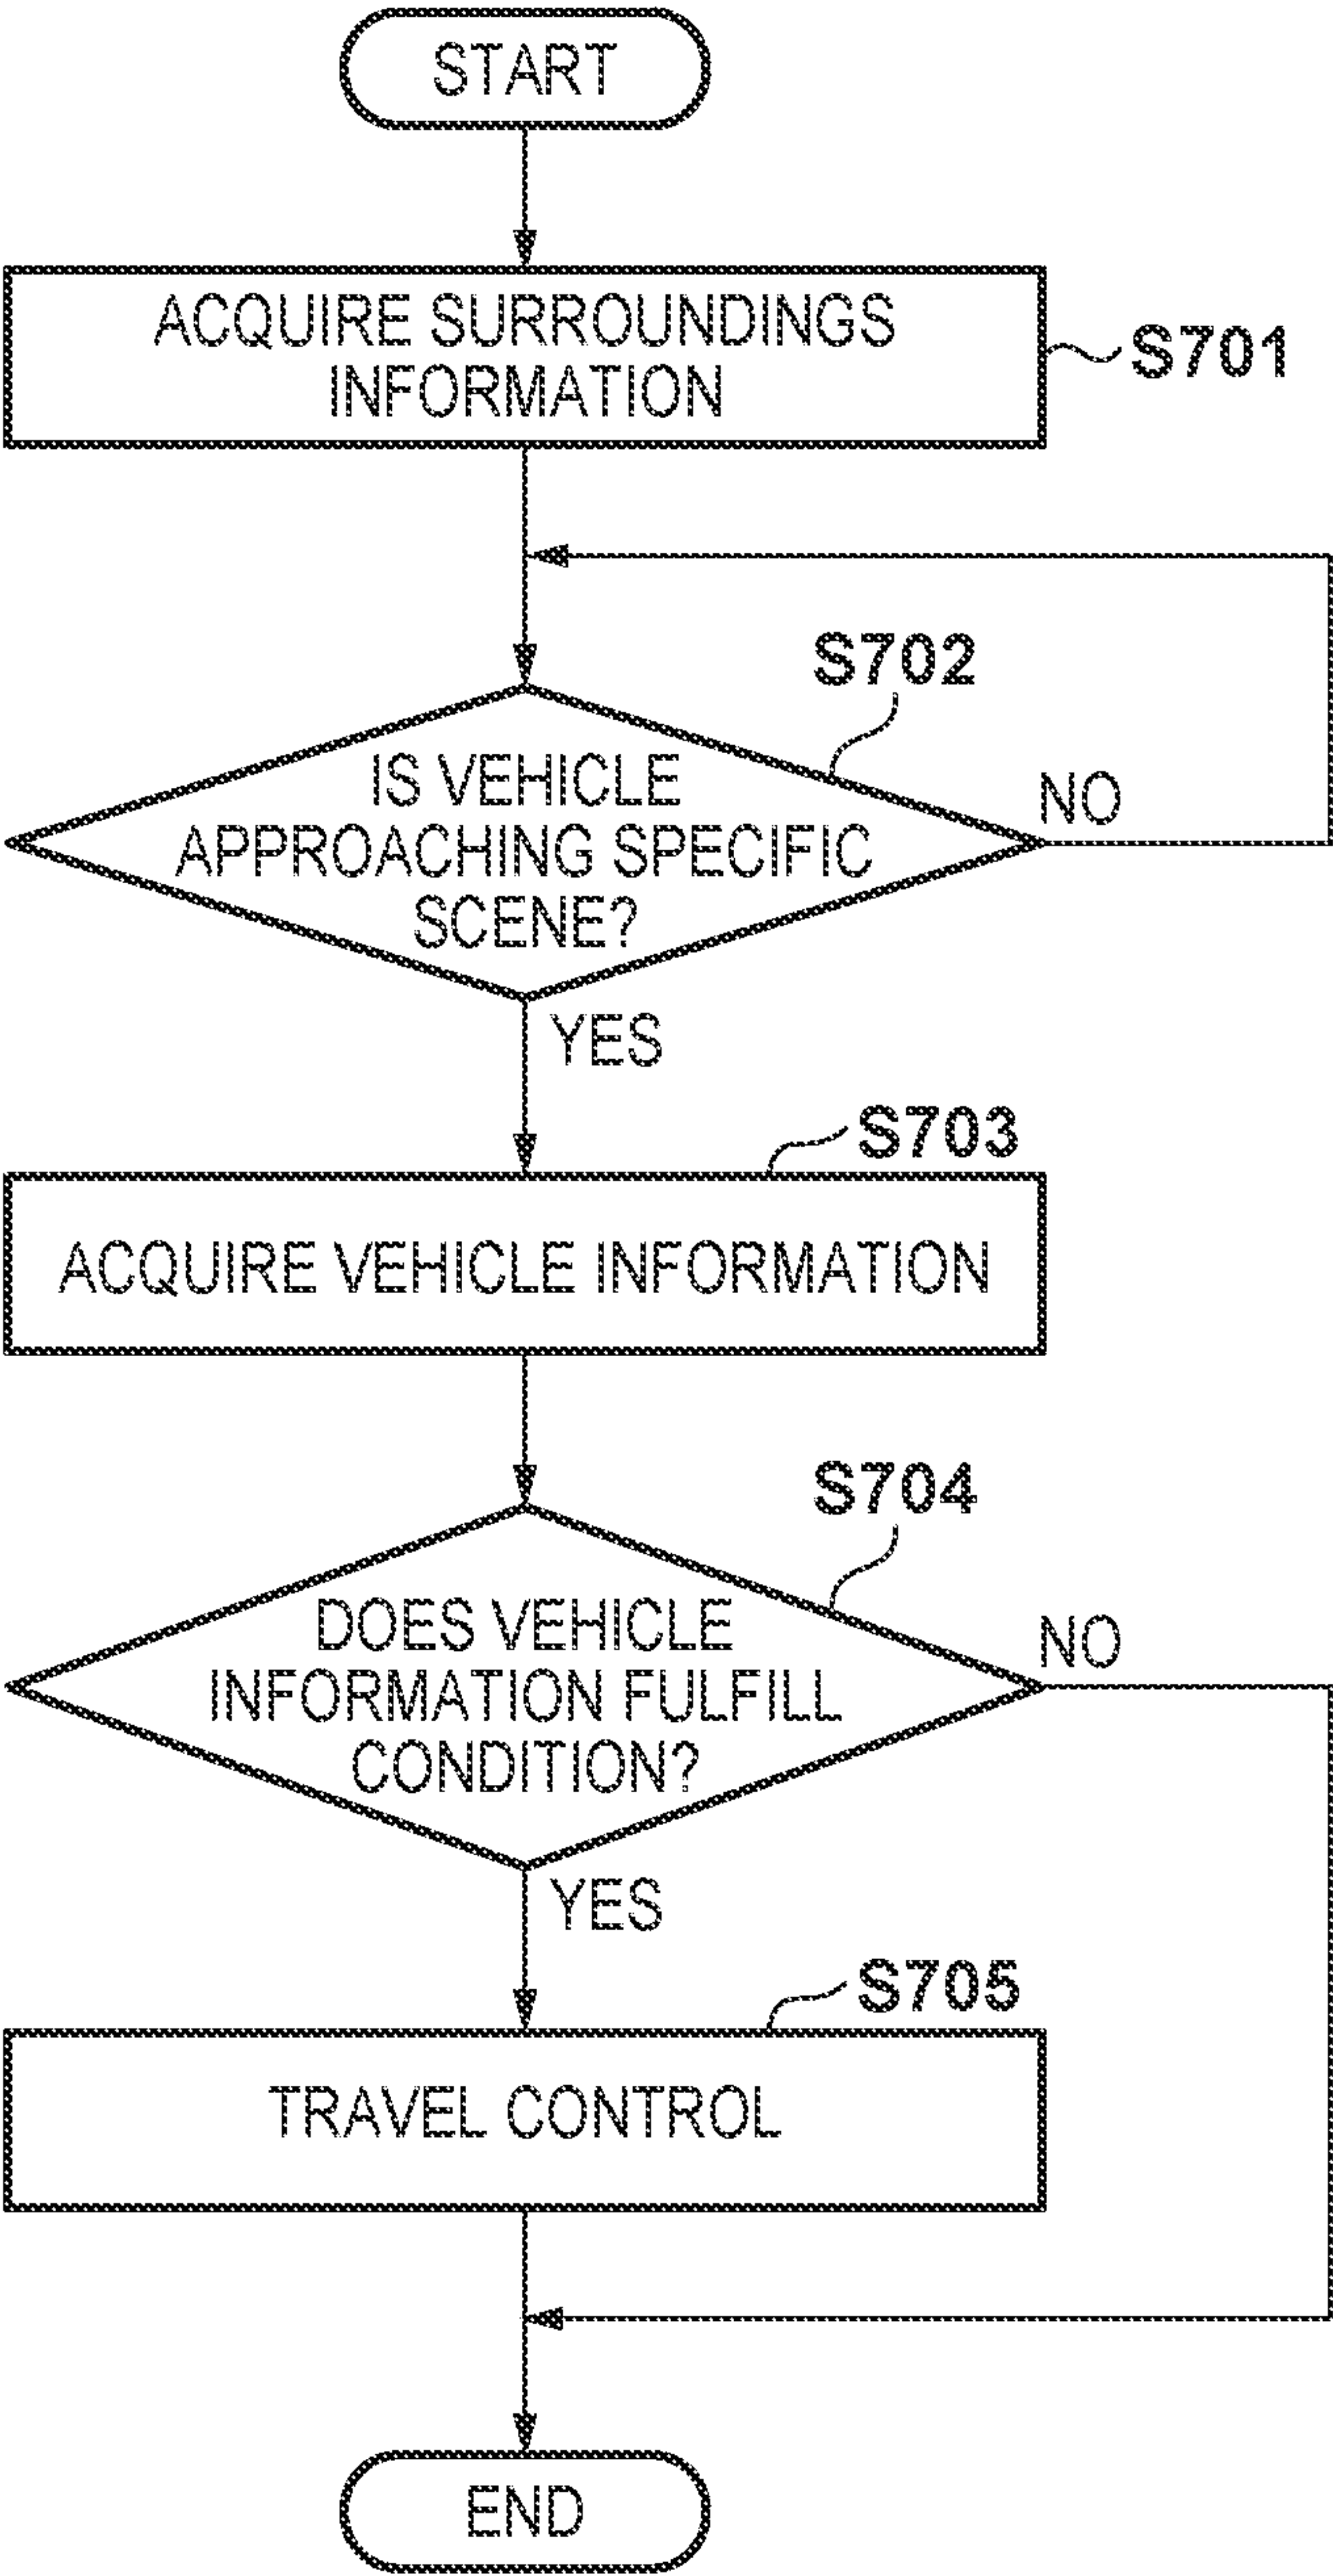 START
ACQUIRE SURROUNDINGS
INFORMATION
S701
S702
IS VEHICLE
APPROACHING SPECIFIC
SCENE?
NO
YES
S703
ACQUIRE VEHICLE INFORMATION
S704
DOES VEHICLE
INFORMATION FULFILL
CONDITION?
NO
YES
S705
TRAVEL CONTROL
END